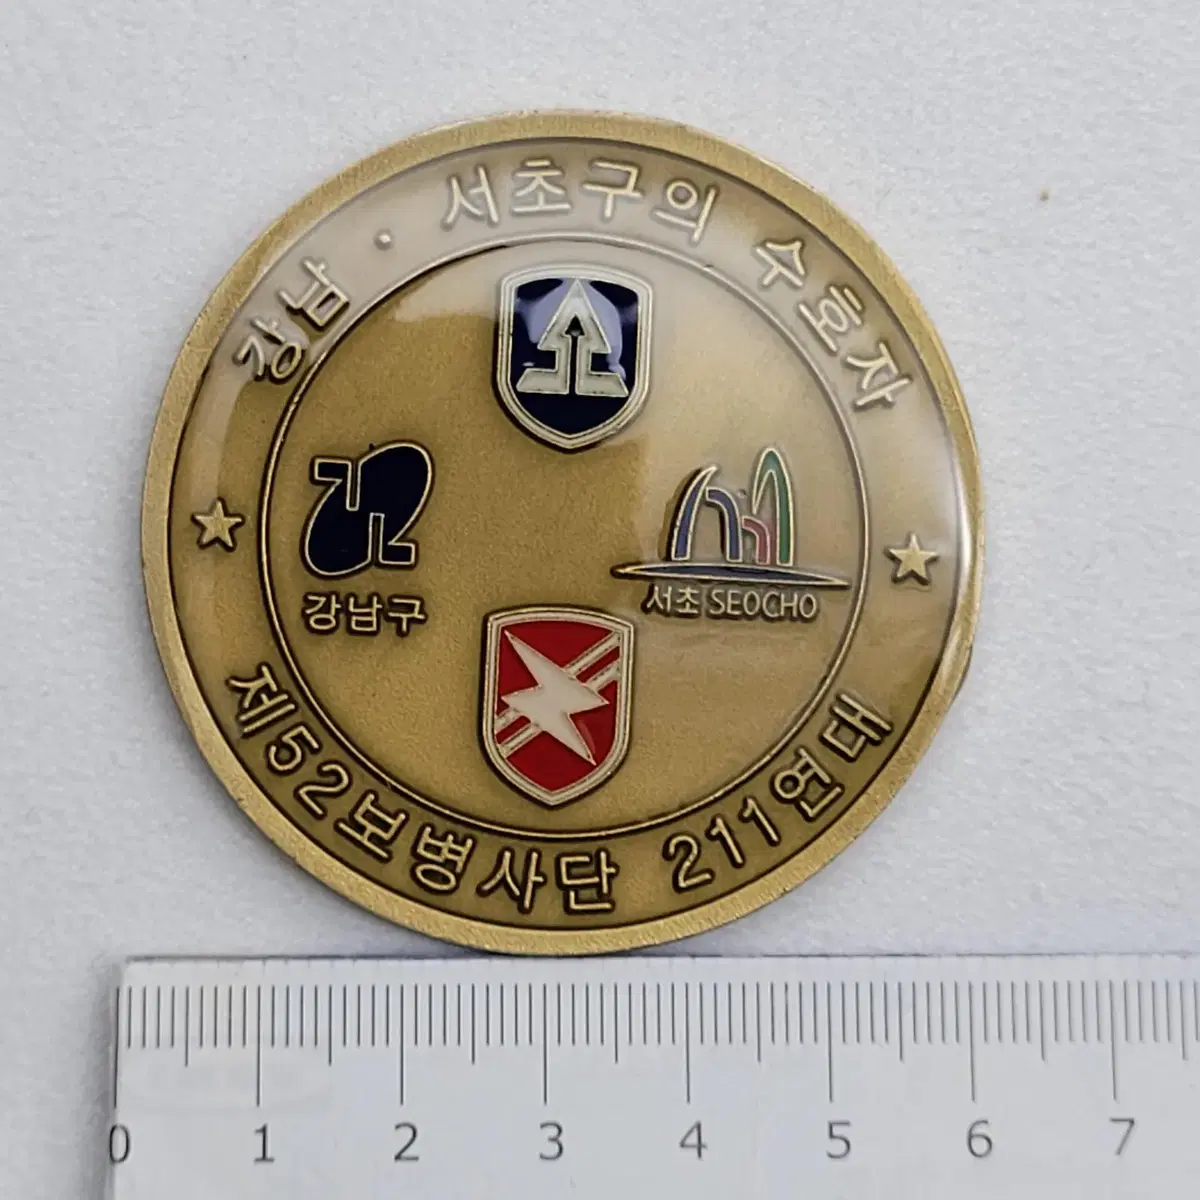 강남 · 서초구의 수호자
강남구
서초 SEOCHO
제52보병사단 211연대
0 1 2 3 4 5 6 7